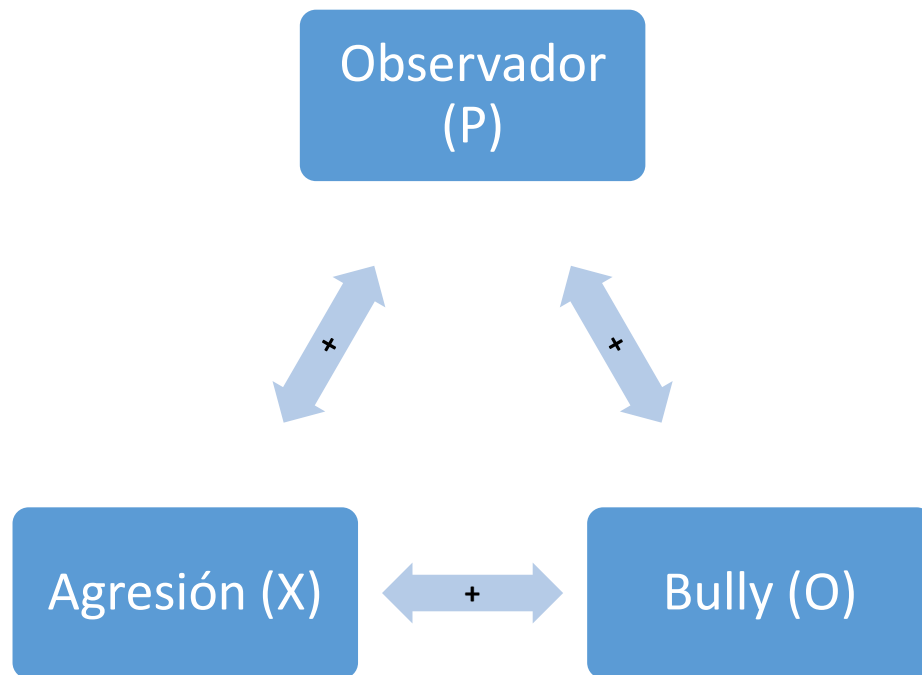 Observador
(P)
+
+
Agresión (X)
+
Bully (O)